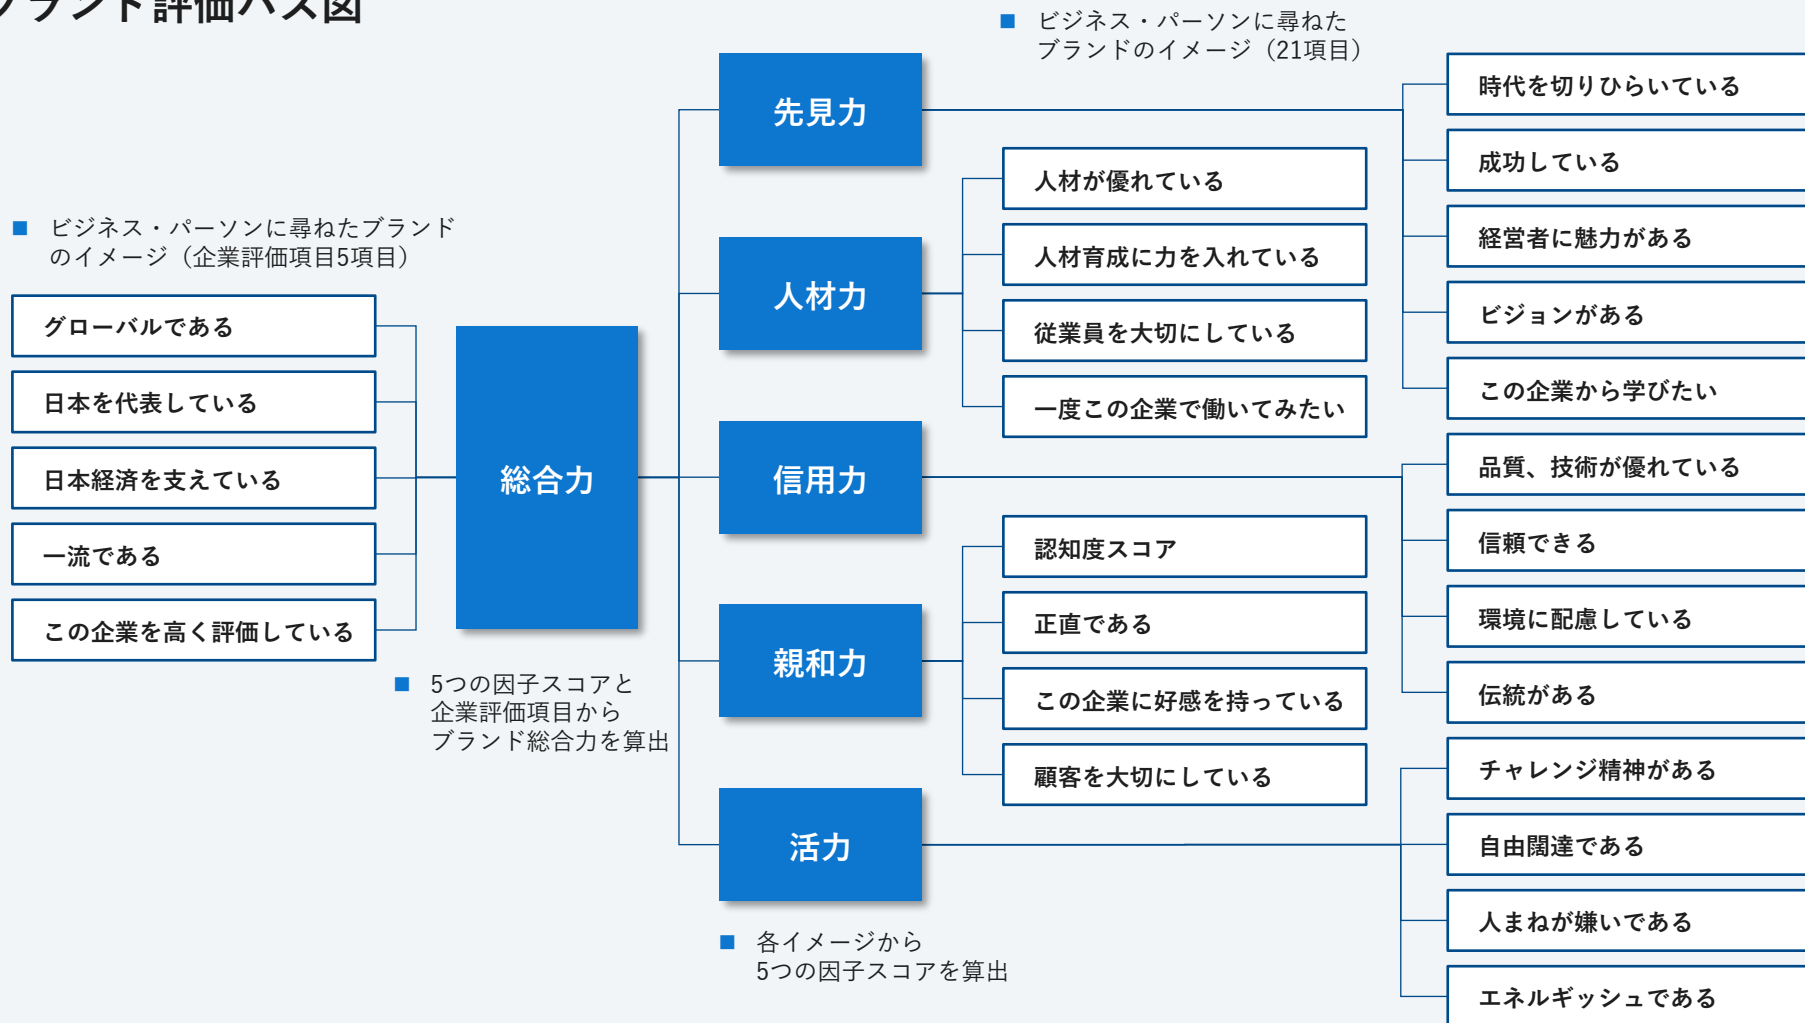 ブランド評価パス図
■ ビジネス・パーソンに尋ねた
ブランドのイメージ（21項目）
■ ビジネス・パーソンに尋ねたブランド
のイメージ（企業評価項目5項目）
グローバルである
日本を代表している
日本経済を支えている
一流である
この企業を高く評価している
総合力
■ 5つの因子スコアと
企業評価項目から
ブランド総合力を算出
先見力
人材力
信用力
親和力
活力
■ 各イメージから
5つの因子スコアを算出
人材が優れている
人材育成に力を入れている
従業員を大切にしている
一度この企業で働いてみたい
認知度スコア
正直である
この企業に好感を持っている
顧客を大切にしている
時代を切りひらいている
成功している
経営者に魅力がある
ビジョンがある
この企業から学びたい
品質、技術が優れている
信頼できる
環境に配慮している
伝統がある
チャレンジ精神がある
自由闊達である
人まねが嫌いである
エネルギッシュである